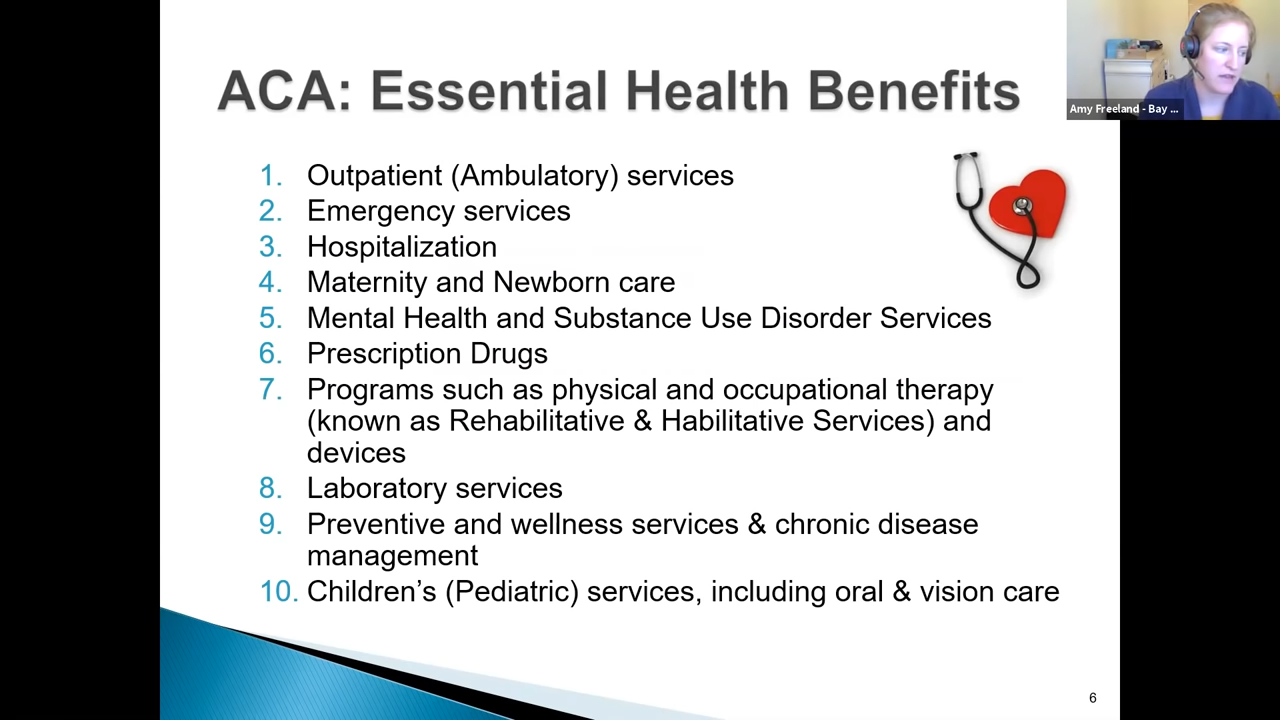 ACA: Essential Health Benefits
Amy Freeland - Bay ...
1. Outpatient (Ambulatory) services
2. Emergency services
3. Hospitalization
4. Maternity and Newborn care
5. Mental Health and Substance Use Disorder Services
6. Prescription Drugs
7. Programs such as physical and occupational therapy
(known as Rehabilitative & Habilitative Services) and
devices
8. Laboratory services
9. Preventive and wellness services & chronic disease
management
10. Children’s (Pediatric) services, including oral & vision care
6